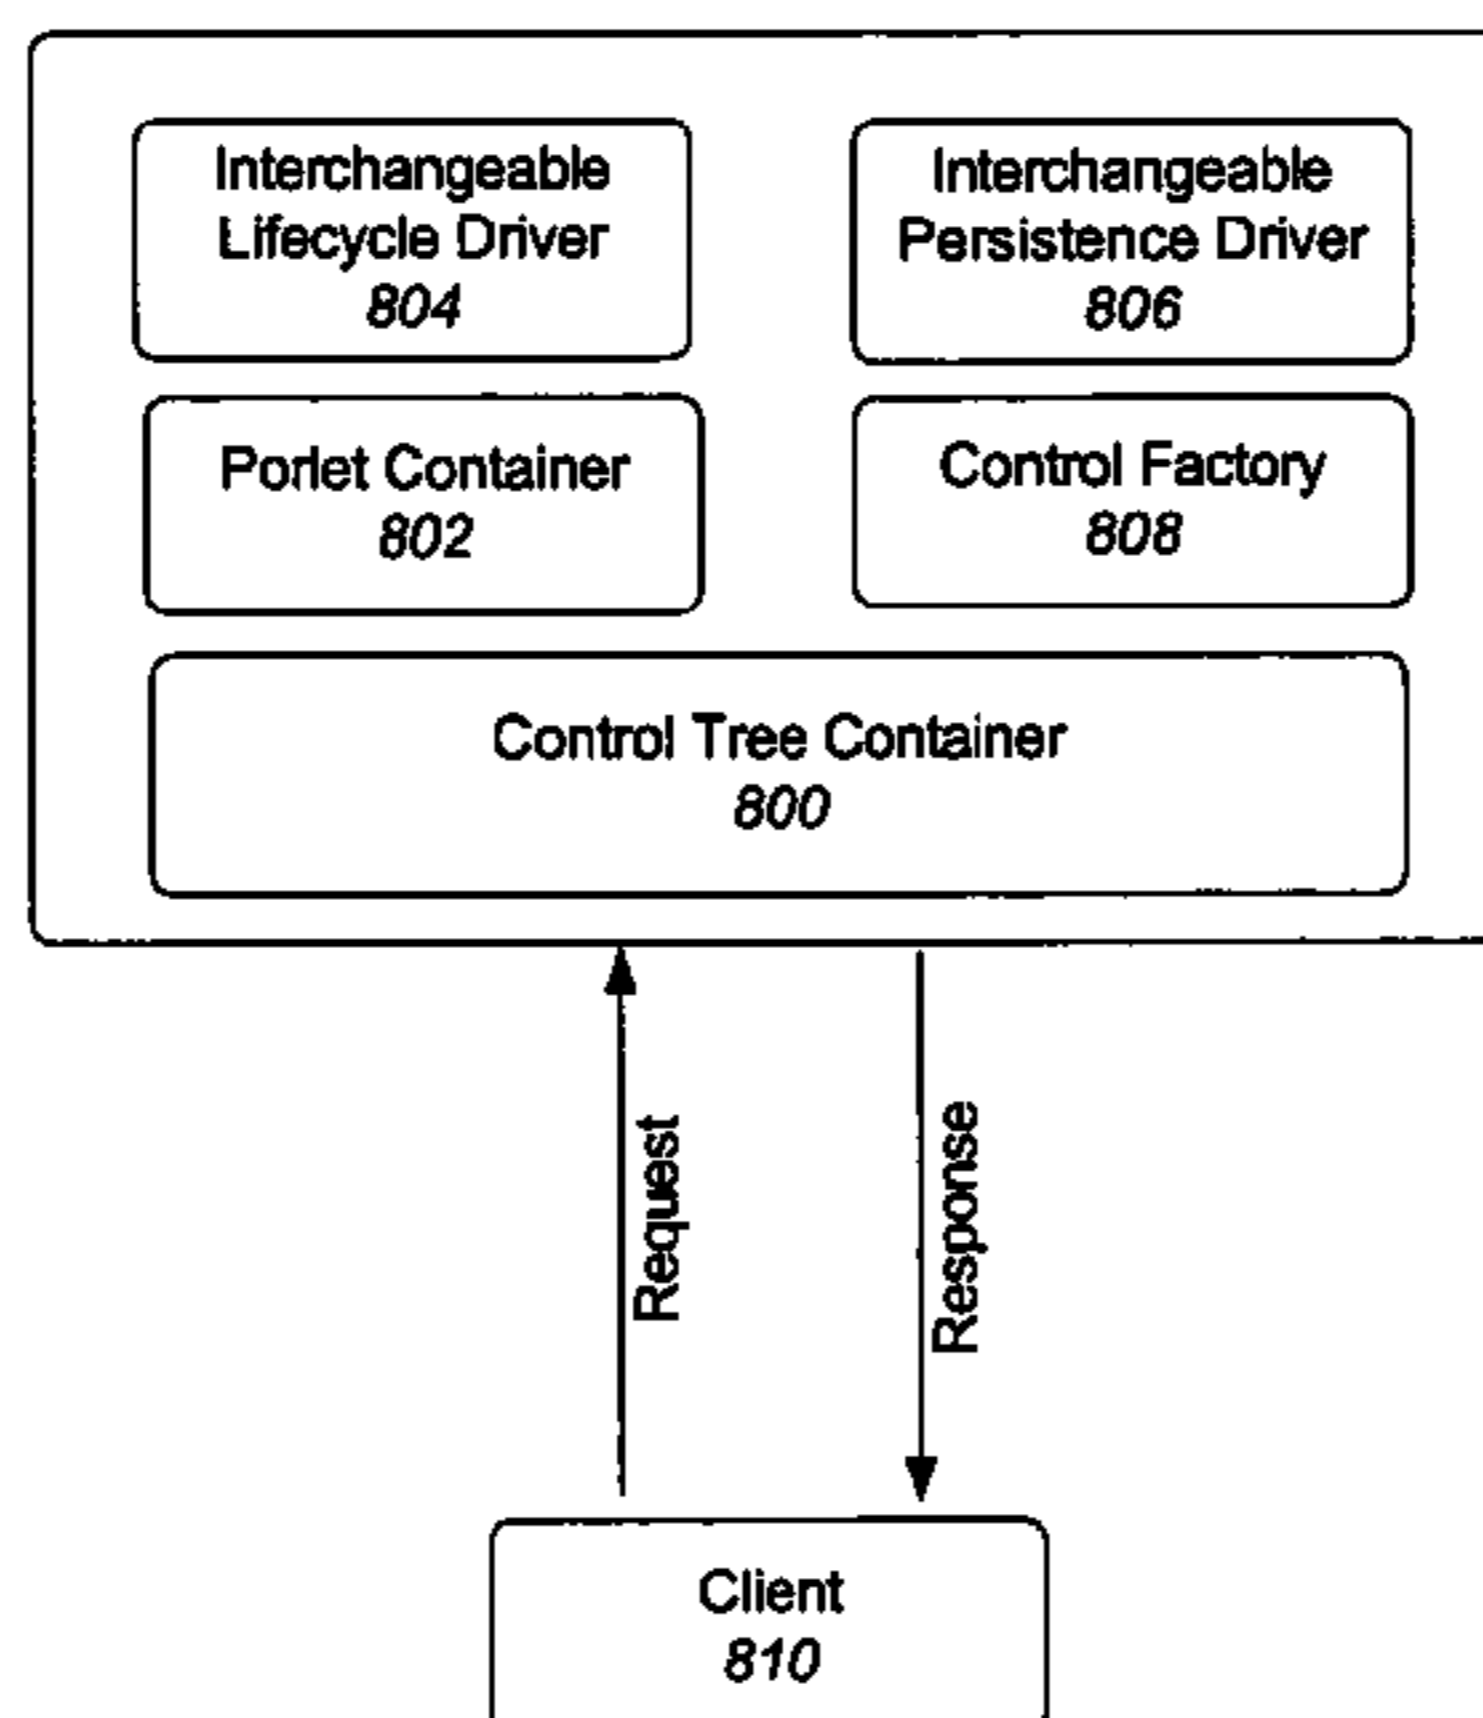 Interchangeable
Lifecycle Driver
804
Interchangeable
Persistence Driver
806
Porlet Container
802
Control Factory
808
Control Tree Container
800
Request
Response
Client
810